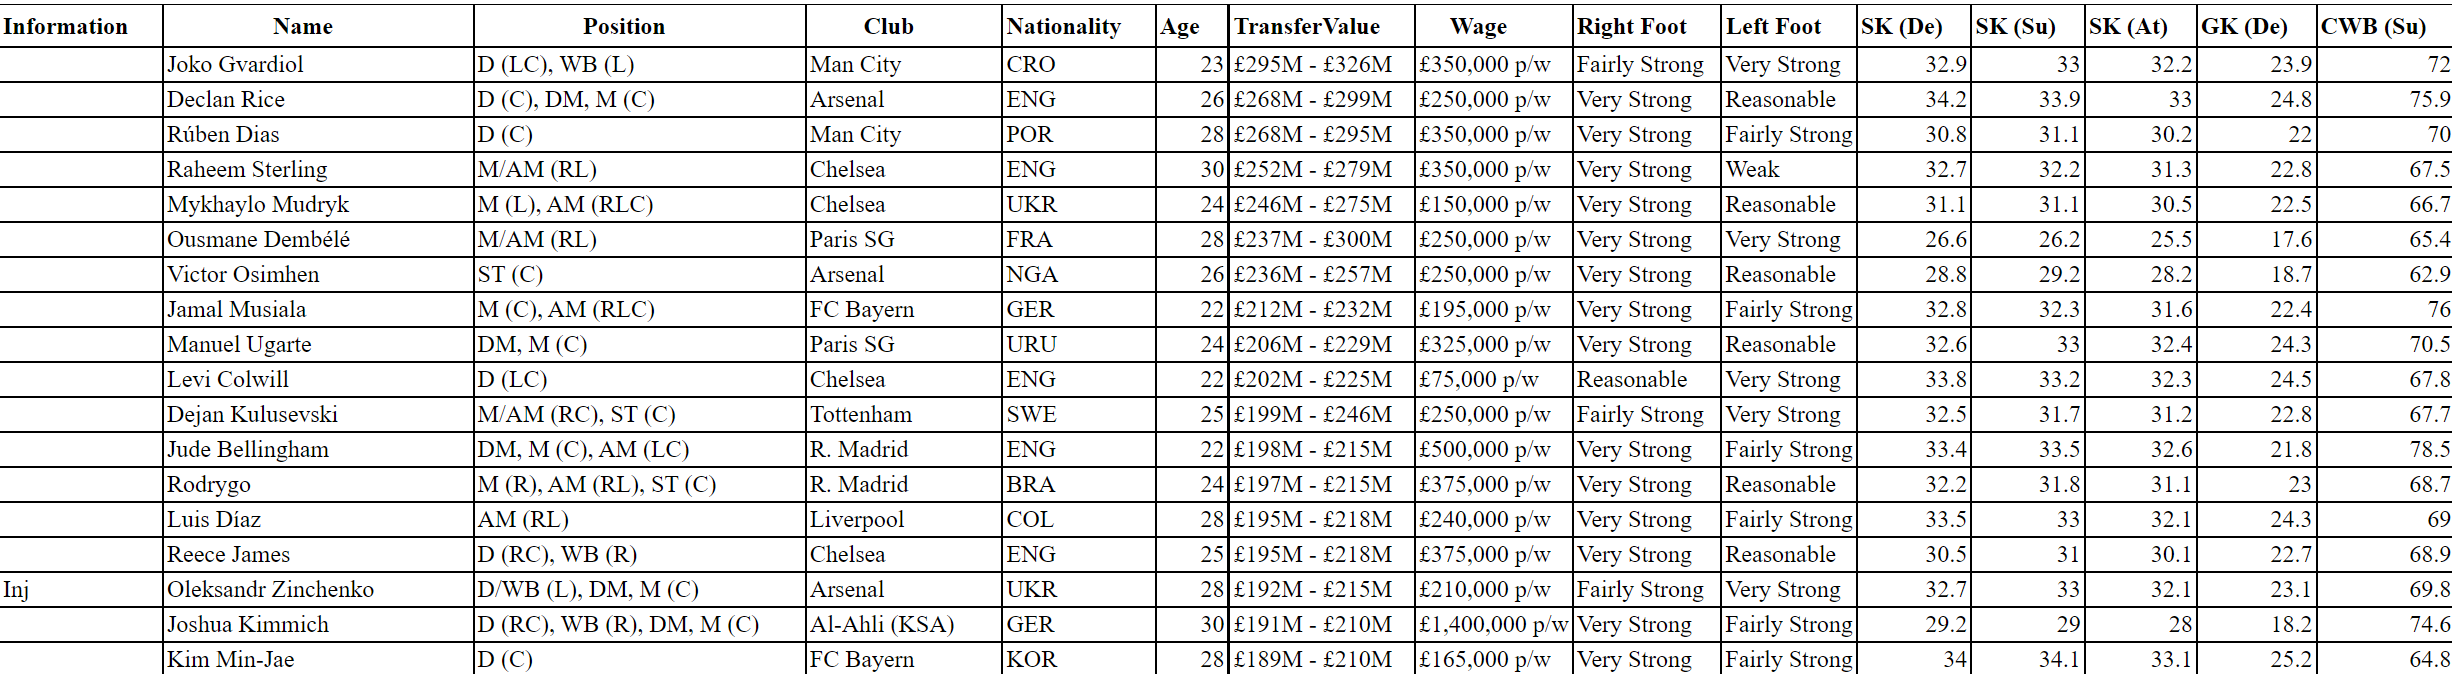 Information Name Position Club Nationality Age TransferValue Wage Right Foot Left Foot SK (De) SK (Su) SK (At) GK (De) CWB (Su)
Joko Gvardiol D (LC), WB (L) Man City CRO 23 £295M - £326M £350,000 p/w Fairly Strong Very Strong 32.9 33 32.2 23.9 72
Declan Rice D (C), DM, M (C) Arsenal ENG 26 £268M - £299M £250,000 p/w Very Strong Reasonable 34.2 33.9 33 24.8 75.9
Rúben Dias D (C) Man City POR 28 £268M - £295M £350,000 p/w Very Strong Fairly Strong 30.8 31.1 30.2 22 70
Raheem Sterling M/AM (RL) Chelsea ENG 30 £252M - £279M £350,000 p/w Very Strong Weak 32.7 32.2 31.3 22.8 67.5
Mykhaylo Mudryk M (L), AM (RLC) Chelsea UKR 24 £246M - £275M £150,000 p/w Very Strong Reasonable 31.1 31.1 30.5 22.5 66.7
Ousmane Dembélé M/AM (RL) Paris SG FRA 28 £237M - £300M £250,000 p/w Very Strong Very Strong 26.6 26.2 25.5 17.6 65.4
Victor Osimhen ST (C) Arsenal NGA 26 £236M - £257M £250,000 p/w Very Strong Reasonable 28.8 29.2 28.2 18.7 62.9
Jamal Musiala M (C), AM (RLC) FC Bayern GER 22 £212M - £232M £195,000 p/w Very Strong Fairly Strong 32.8 32.3 31.6 22.4 76
Manuel Ugarte DM, M (C) Paris SG URU 24 £206M - £229M £325,000 p/w Very Strong Reasonable 32.6 33 32.4 24.3 70.5
Levi Colwill D (LC) Chelsea ENG 22 £202M - £225M £75,000 p/w Reasonable Very Strong 33.8 33.2 32.3 24.5 67.8
Dejan Kulusevski M/AM (RC), ST (C) Tottenham SWE 25 £199M - £246M £250,000 p/w Fairly Strong Very Strong 32.5 31.7 31.2 22.8 67.7
Jude Bellingham DM, M (C), AM (LC) R. Madrid ENG 22 £198M - £215M £500,000 p/w Very Strong Fairly Strong 33.4 33.5 32.6 21.8 78.5
Rodrygo M (R), AM (RL), ST (C) R. Madrid BRA 24 £197M - £215M £375,000 p/w Very Strong Reasonable 32.2 31.8 31.1 23 68.7
Luis Díaz AM (RL) Liverpool COL 28 £195M - £218M £240,000 p/w Very Strong Fairly Strong 33.5 33 32.1 24.3 69
Reece James D (RC), WB (R) Chelsea ENG 25 £195M - £218M £375,000 p/w Very Strong Reasonable 30.5 31 30.1 22.7 68.9
Inj Oleksandr Zinchenko D/WB (L), DM, M (C) Arsenal UKR 28 £192M - £215M £210,000 p/w Fairly Strong Very Strong 32.7 33 32.1 23.1 69.8
Joshua Kimmich D (RC), WB (R), DM, M (C) Al-Ahli (KSA) GER 30 £191M - £210M £1,400,000 p/w Very Strong Fairly Strong 29.2 29 28 18.2 74.6
Kim Min-Jae D (C) FC Bayern KOR 28 £189M - £210M £165,000 p/w Very Strong Fairly Strong 34 34.1 33.1 25.2 64.8